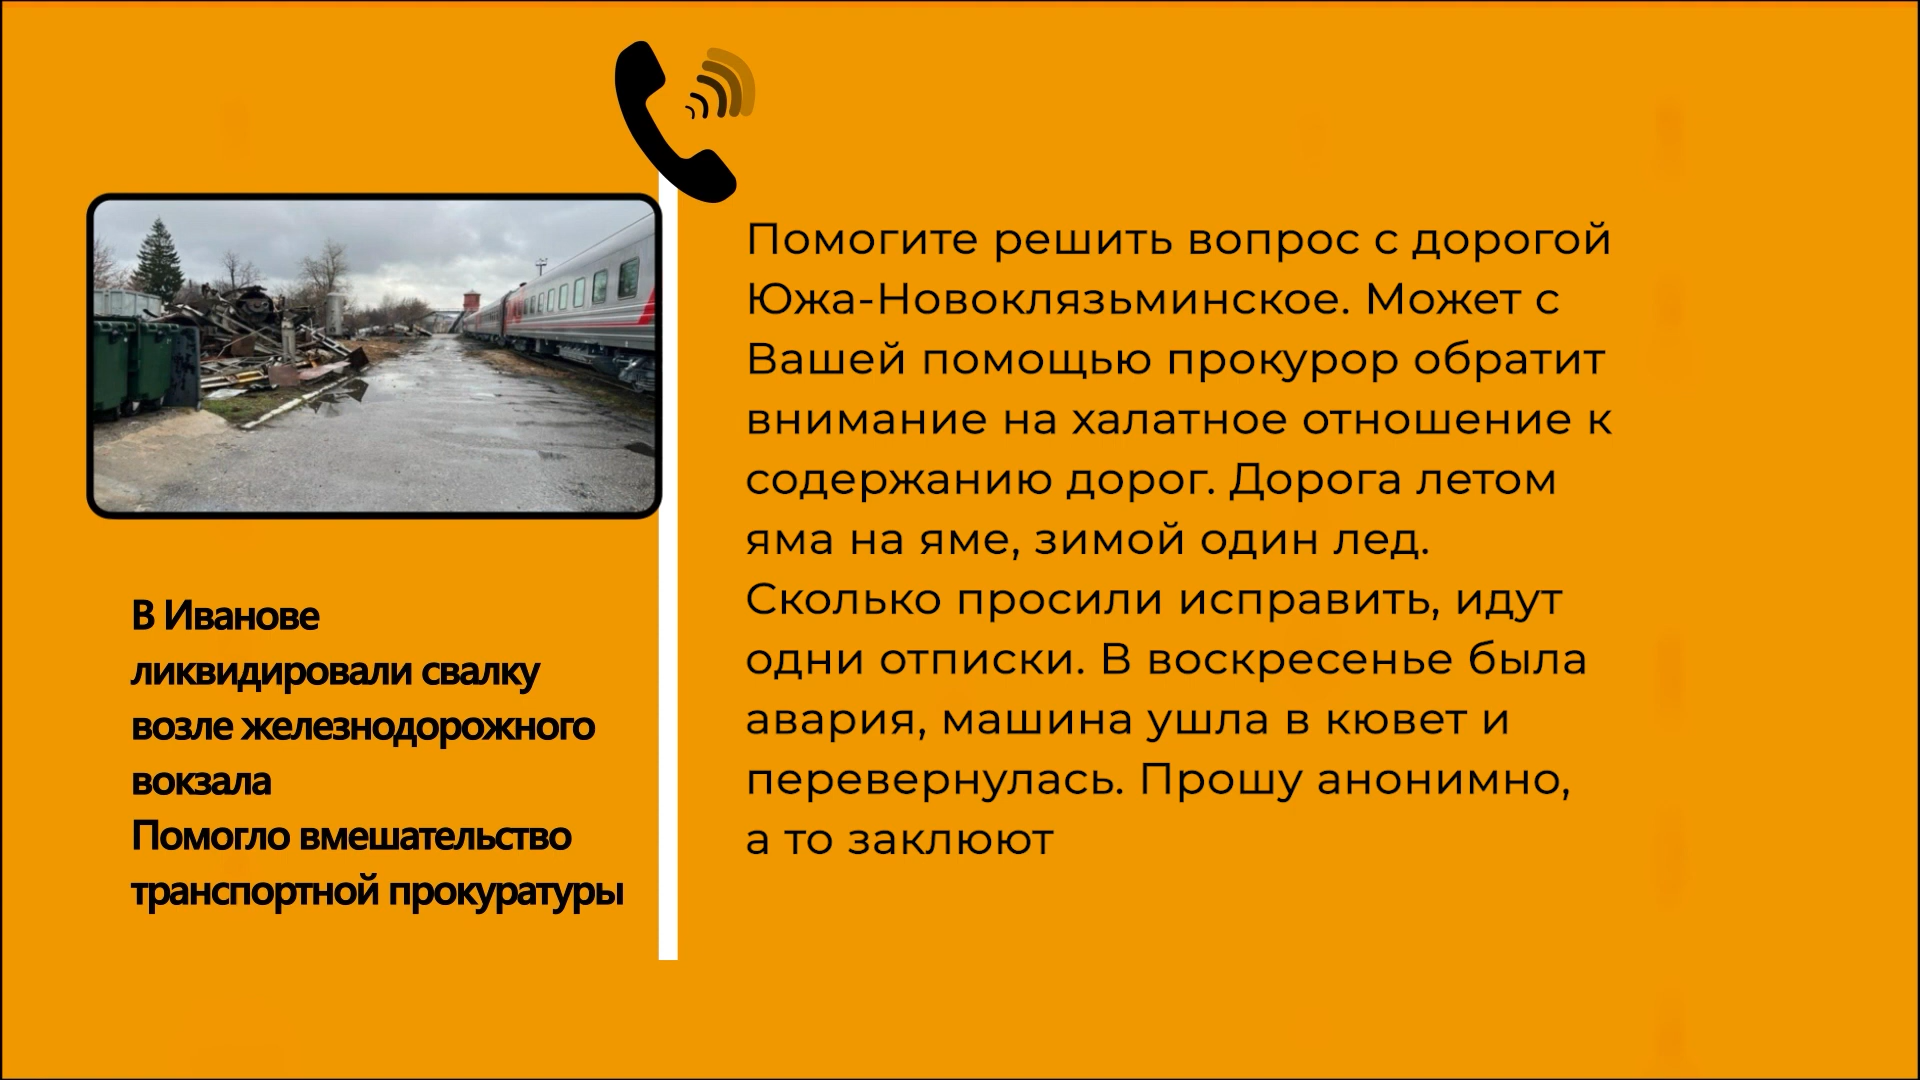 В Иванове
ликвидировали свалку
возле железнодорожного
вокзала
Помогло вмешательство
транспортной прокуратуры
Помогите решить вопрос с дорогой
Южа-Новоклязьминское. Может с
Вашей помощью прокурор обратит
внимание на халатное отношение к
содержанию дорог. Дорога летом
яма на яме, зимой один лед.
Сколько просили исправить, идут
одни отписки. В воскресенье была
авария, машина ушла в кювет и
перевернулась. Прошу анонимно,
а то заклюют